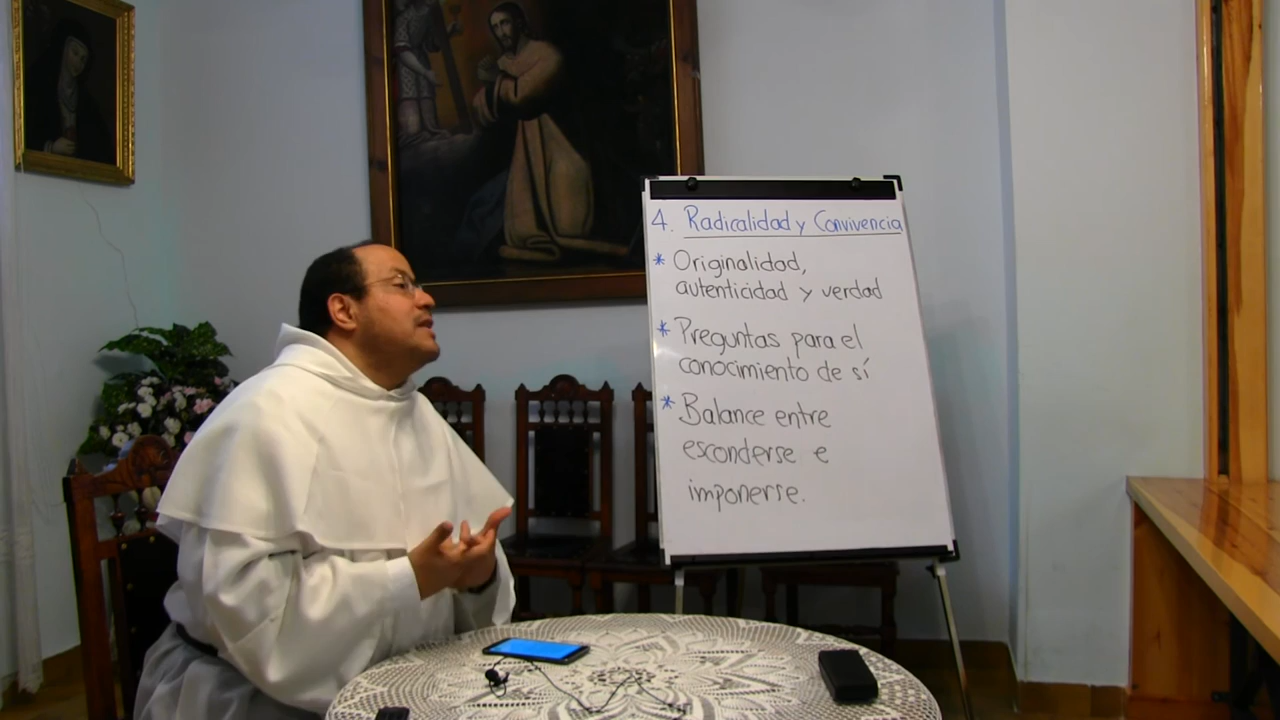 4. Radicalidad y Convivencia
* Originalidad,
autenticidad y verdad
* Preguntas para el
conocimiento de sí
* Balance entre
esconderse e
imponerse.